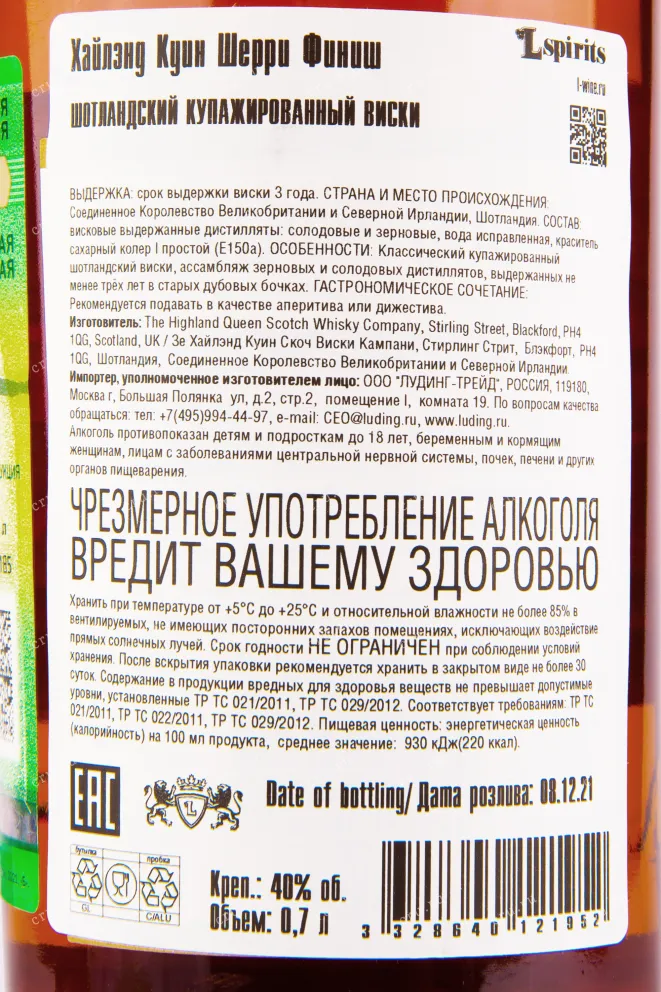 Хайлэнд Куин Шерри Финиш
Lspirits
l-wine.ru
ШОТЛАНДСКИЙ КУПАЖИРОВАННЫЙ ВИСКИ
ВЫДЕРЖКА: срок выдержки виски 3 года. СТРАНА И МЕСТО ПРОИСХОЖДЕНИЯ:
Соединенное Королевство Великобритании и Северной Ирландии, Шотландия. СОСТАВ:
висковые выдержанные дистилляты: солодовые и зерновые, вода исправленная, краситель
сахарный колер I простой (Е150а). ОСОБЕННОСТИ: Классический купажированный
шотландский виски, ассамбляж зерновых и солодовых дистиллятов, выдержанных не
менее трёх лет в старых дубовых бочках. ГАСТРОНОМИЧЕСКОЕ СОЧЕТАНИЕ:
Рекомендуется подавать в качестве аперитива или дижестива.
Изготовитель: The Highland Queen Scotch Whisky Company, Stirling Street, Blackford, PH4
1QG, Scotland, UK / Зе Хайлэнд Куин Скоч Виски Кампани, Стирлинг Стрит, Блэкфорт, PH4
1QG, Шотландия, Соединенное Королевство Великобритании и Северной Ирландии.
Импортер, уполномоченное изготовителем лицо: ООО "ЛУДИНГ-ТРЕЙД", РОССИЯ, 119180,
Москва г, Большая Полянка ул, д.2, стр.2, помещение I, комната 19. По вопросам качества
обращаться: тел: +7(495)994-44-97, e-mail: CEO@luding.ru, www.luding.ru.
Алкоголь противопоказан детям и подросткам до 18 лет, беременным и кормящим
женщинам, лицам с заболеваниями центральной нервной системы, почек, печени и других
органов пищеварения.
ЧРЕЗМЕРНОЕ УПОТРЕБЛЕНИЕ АЛКОГОЛЯ
ВРЕДИТ ВАШЕМУ ЗДОРОВЬЮ
Хранить при температуре от +5°С до +25°С и относительной влажности не более 85% в
вентилируемых, не имеющих посторонних запахов помещениях, исключающих воздействие
прямых солнечных лучей. Срок годности НЕ ОГРАНИЧЕН при соблюдении условий
хранения. После вскрытия упаковки рекомендуется хранить в закрытом виде не более 30
суток. Содержание в продукции вредных для здоровья веществ не превышает допустимые
уровни, установленные ТР ТС 021/2011, ТР ТС 029/2012. Соответствует требованиям: ТР ТС
021/2011, ТР ТС 022/2011, ТР ТС 029/2012. Пищевая ценность: энергетическая ценность
(калорийность) на 100 мл продукта, среднее значение: 930 кДж(220 ккал).
EAC
L
Date of bottling/ Дата розлива: 08.12.21
бутылка
пробка
GL
C/ALU
Креп.: 40% об.
Объем: 0,7 л
3 328640 121952